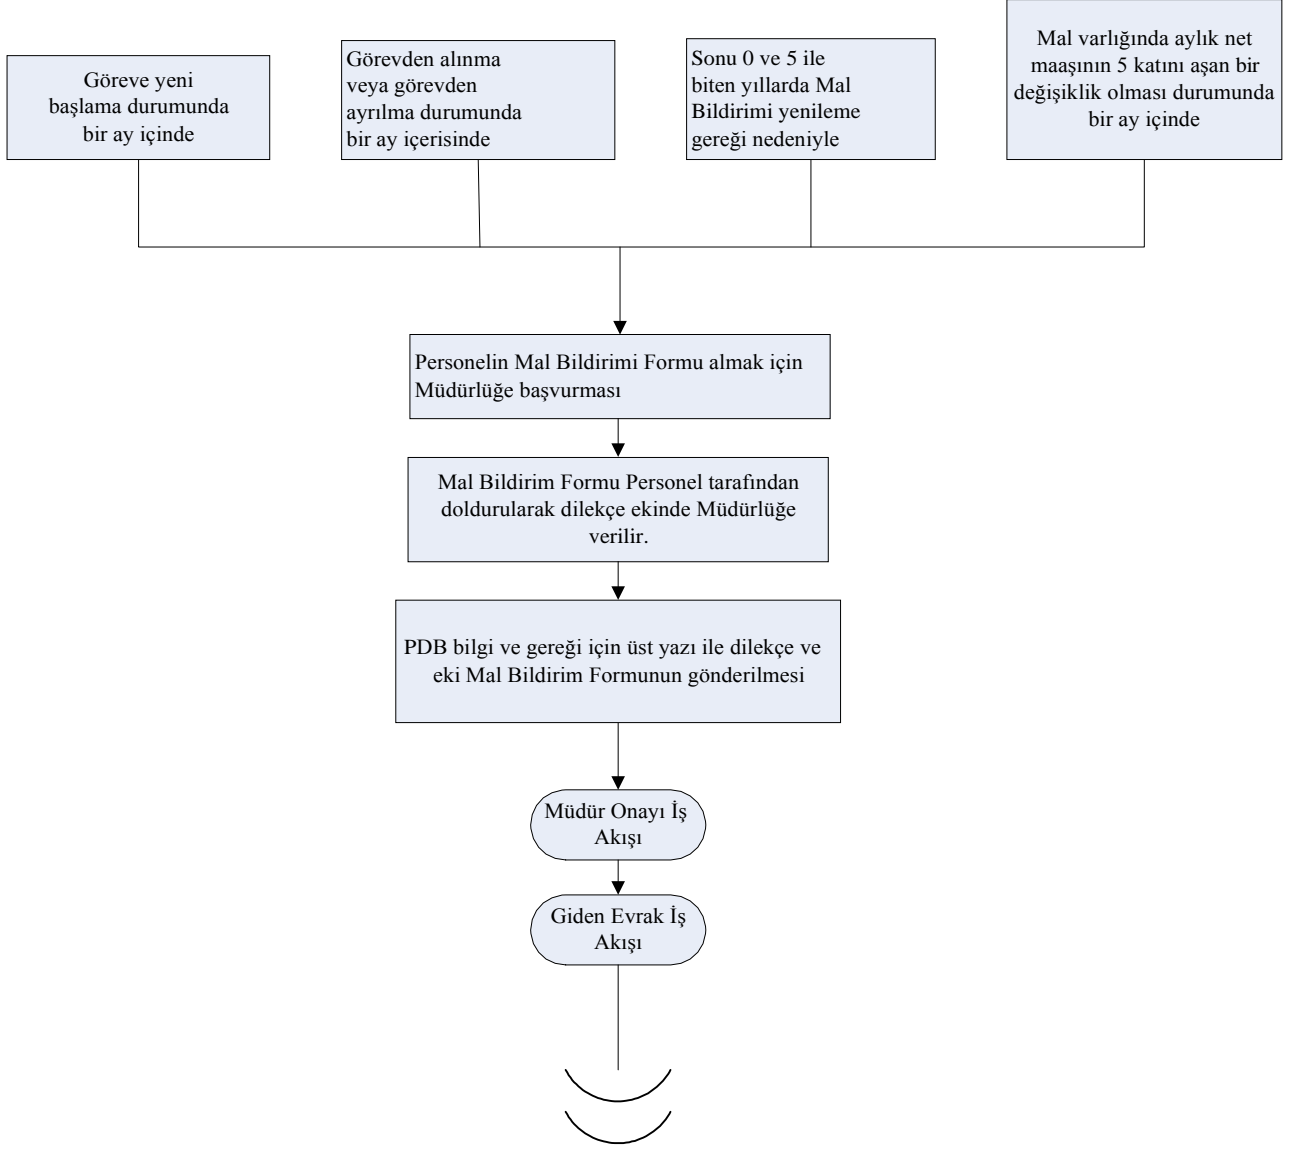 Göreve yeni
başlama durumunda
bir ay içinde
Görevden alınma
veya görevden
ayrılma durumunda
bir ay içerisinde
Sonu 0 ve 5 ile
biten yıllarda Mal
Bildirimi yenileme
gereği nedeniyle
Mal varlığında aylık net
maaşının 5 katını aşan bir
değişiklik olması durumunda
bir ay içinde
Personelin Mal Bildirimi Formu almak için
Müdürlüğe başvurması
Mal Bildirim Formu Personel tarafından
doldurularak dilekçe ekinde Müdürlüğe
verilir.
PDB bilgi ve gereği için üst yazı ile dilekçe ve
eki Mal Bildirim Formunun gönderilmesi
Müdür Onayı İş
Akışı
Giden Evrak İş
Akışı